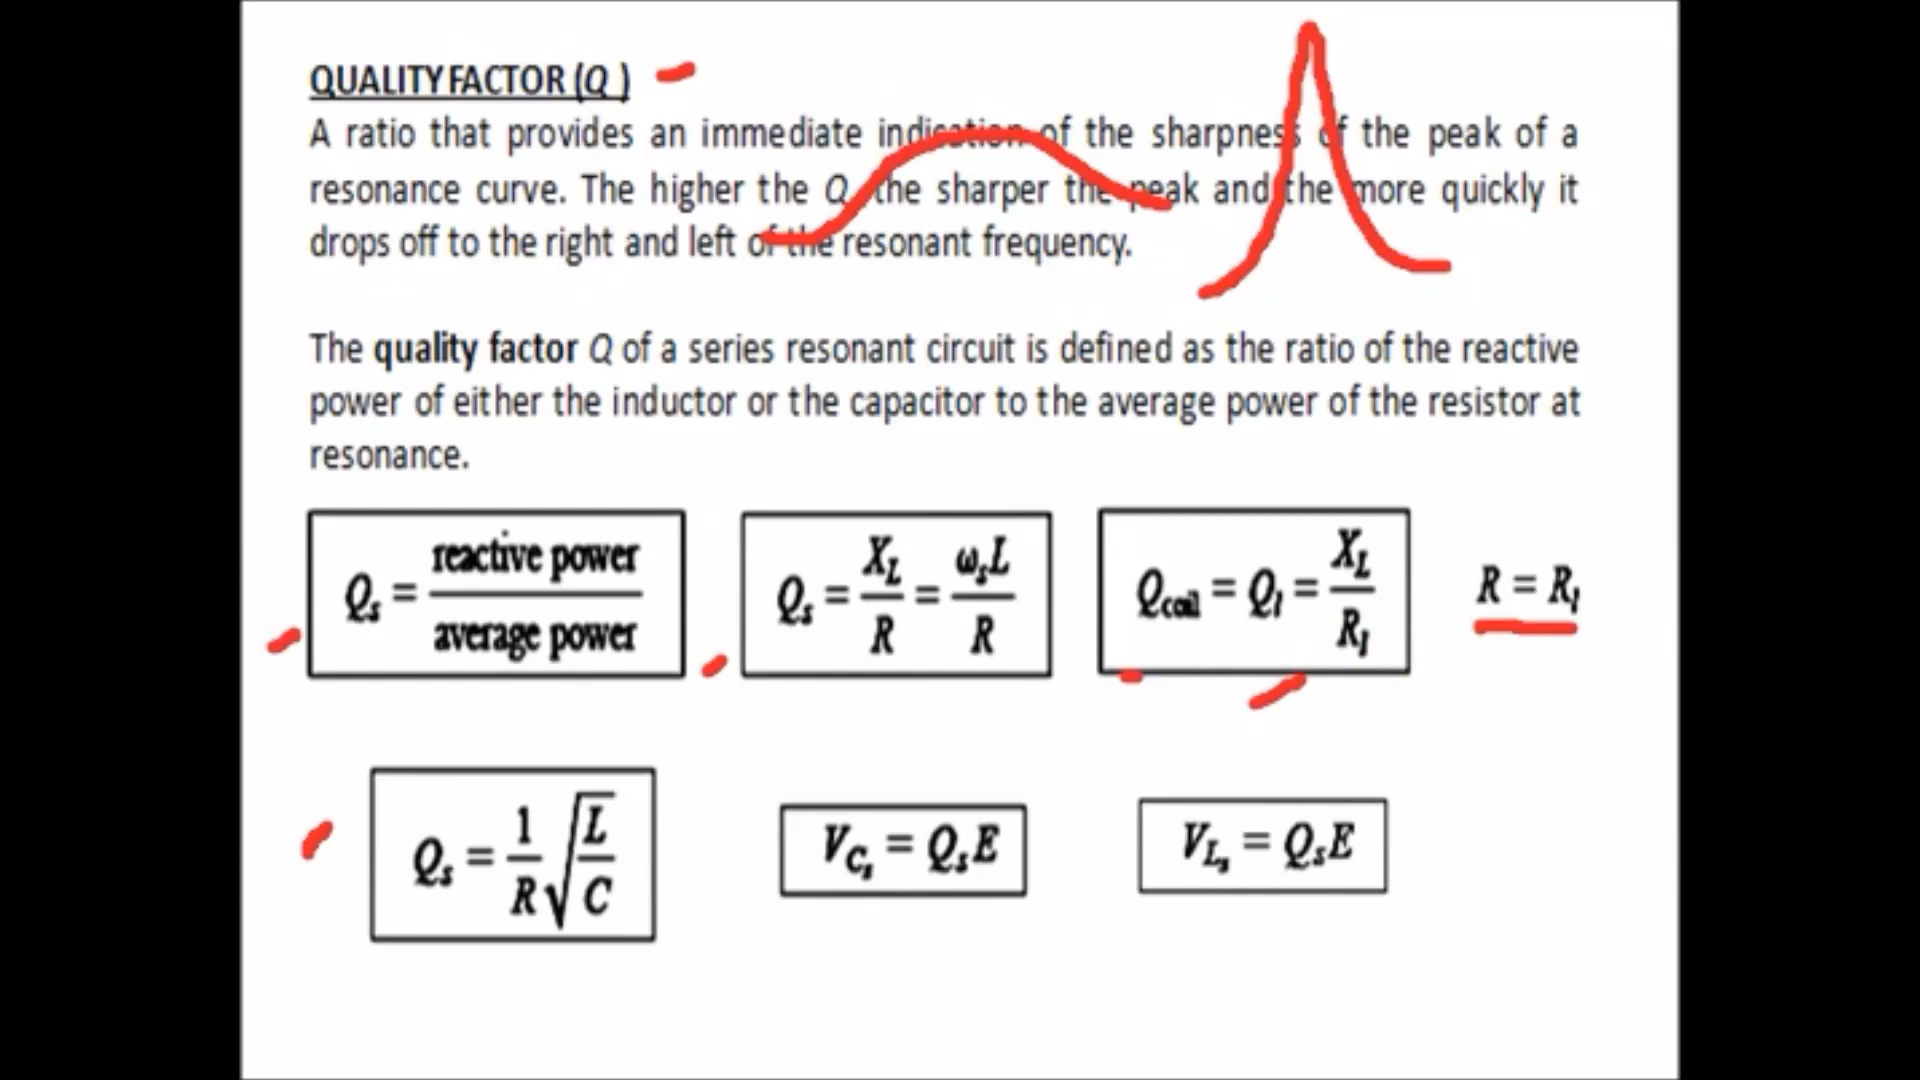 QUALITY FACTOR (Q )
A ratio that provides an immediate indication of the sharpness of the peak of a
resonance curve. The higher the Q, the sharper the peak and the more quickly it
drops off to the right and left of the resonant frequency.
The quality factor Q of a series resonant circuit is defined as the ratio of the reactive
power of either the inductor or the capacitor to the average power of the resistor at
resonance.
Qs = reactive power / average power
Qs = XL / R = ωsL / R
Qcoil = Ql = XL / Rl
R = Rl
Qs = 1/R √(L/C)
VCs = QsE
VLs = QsE